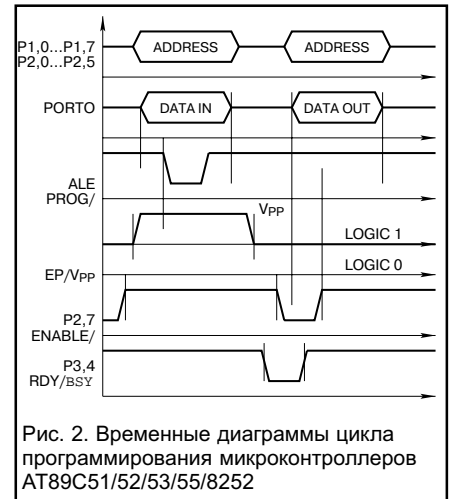 P1,0...P1,7 ADDRESS ADDRESS
P2,0...P2,5
PORTO DATA IN DATA OUT
ALE
PROG/
VPP
LOGIC 1
LOGIC 0
EP/VPP
P2,7
ENABLE/
P3,4
RDY/BSY
Рис. 2. Временные диаграммы цикла
программирования микроконтроллеров
AT89C51/52/53/55/8252